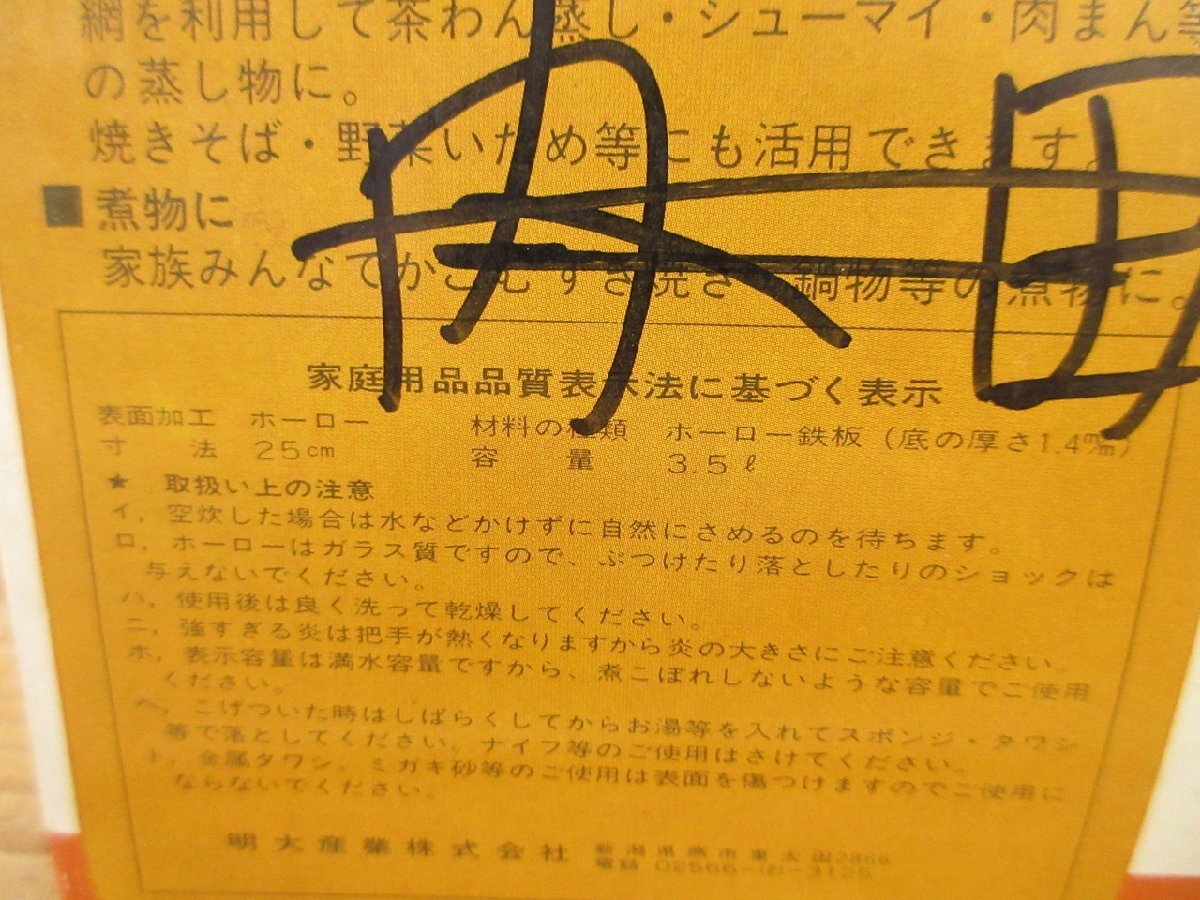 網を利用して茶わん蒸し・シューマイ・肉まん等
の蒸し物に。
焼きそば・野菜いため等にも活用できます。
■煮物に
家族みんなでかこむすき焼き 鍋物等の煮物に。
内田
家庭用品品質表示法に基づく表示
表面加工 ホーロー 材料の種類 ホーロー鉄板（底の厚さ1.4㎜）
寸法 25cm 容量 3.5ℓ
★ 取扱い上の注意
イ．空炊した場合は水などかけずに自然にさめるのを待ちます。
ロ．ホーローはガラス質ですので、ぶつけたり落としたりのショックは
与えないでください。
ハ．使用後は良く洗って乾燥してください。
ニ．強すぎる炎は把手が熱くなりますから炎の大きさにご注意ください。
ホ．表示容量は満水容量ですから、煮こぼれしないような容量でご使用
ください。
ヘ．こげついた時はしばらくしてからお湯等を入れてスポンジ・タワシ
等で落としてください。ナイフ等のご使用はさけてください。
ト．金属タワシ、ミガキ砂等のご使用は表面を傷つけますのでご使用に
ならないでください。
明大産業株式会社 新潟県燕市東太田2866
電話 02566-(2)-3125